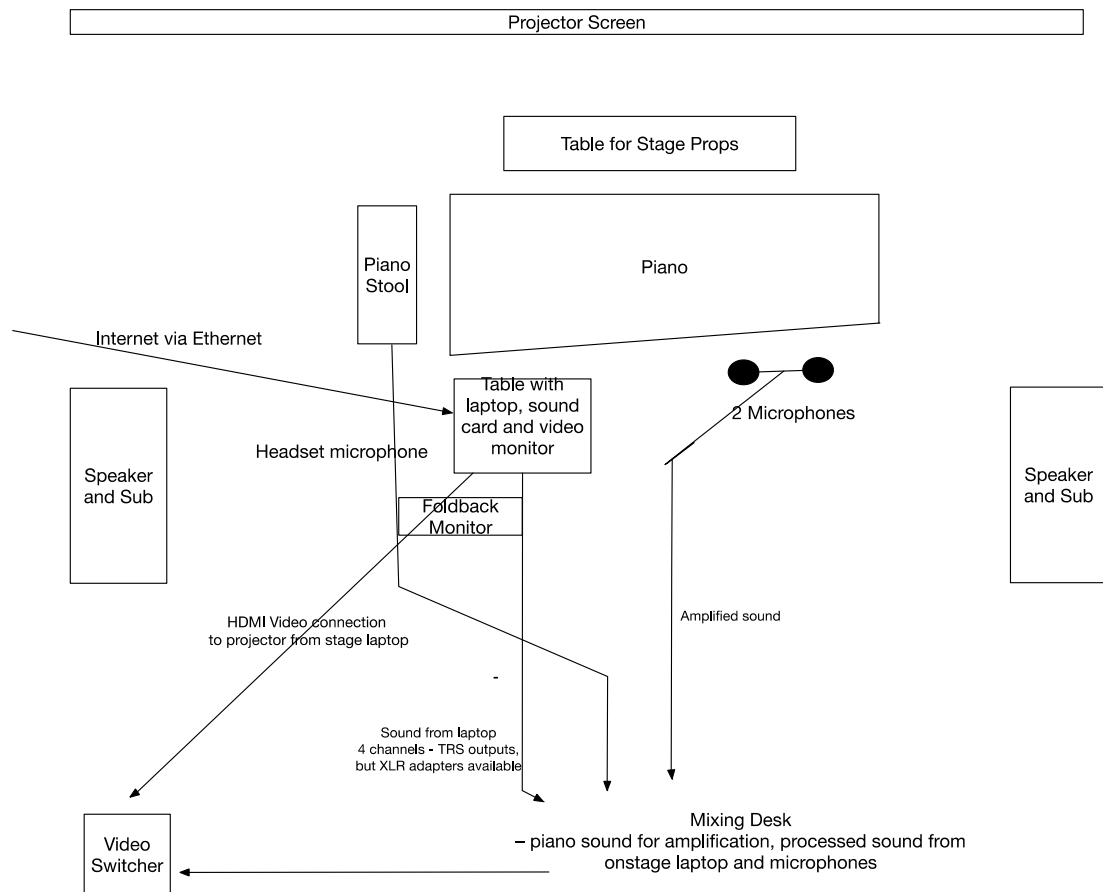 Projector Screen
Table for Stage Props
Piano
Stool
Piano
Internet via Ethernet
Table with
laptop, sound
card and video
monitor
2 Microphones
Headset microphone
Speaker
and Sub
Speaker
and Sub
Foldback
Monitor
HDMI Video connection
to projector from stage laptop
Amplified sound
-
Sound from laptop
4 channels - TRS outputs,
but XLR adapters available
Mixing Desk
– piano sound for amplification, processed sound from
onstage laptop and microphones
Video
Switcher